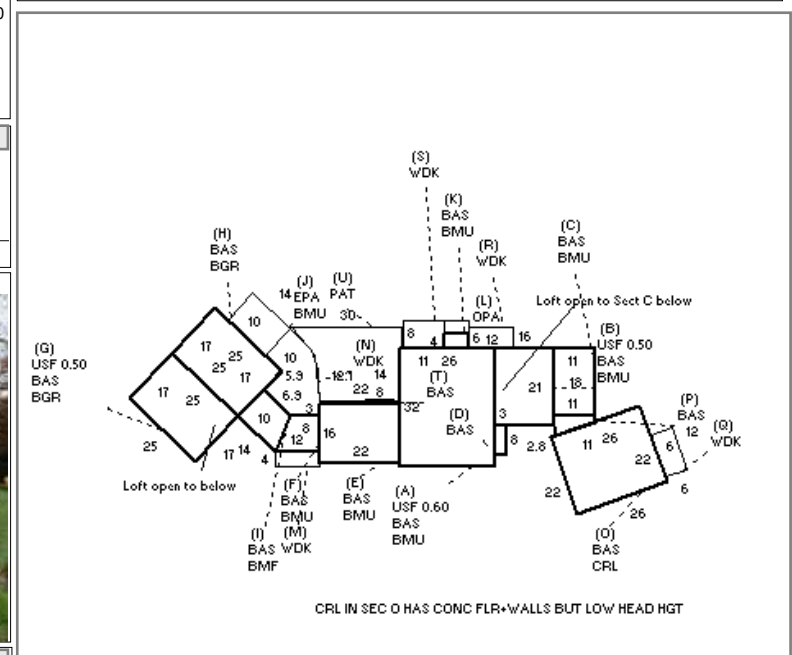 (S)
WDK
(K)
BAS
BMU
(C)
BAS
BMU
(H)
BAS
BGR
(R)
WDK
(J)
EPA
BMU
(U)
PAT
(L)
OPA
Loft open to Sect C below
14
30
10
8
4
6
12
16
(B)
USF 0.50
BAS
BMU
(G)
USF 0.50
BAS
BGR
17
25
25
17
10
5.9
6.9
3
(N)
WDK
14
22
8
11
26
(T)
BAS
32
(D)
BAS
21
3
11
18
11
17
25
25
10
8
12
16
22
8
2.8
11
26
22
6
(P)
BAS
12
(Q)
WDK
6
22
26
17
14
4
Loft open to below
(F)
BAS
BMU
(M)
WDK
(I)
BAS
BMF
(E)
BAS
BMU
(A)
USF 0.60
BAS
BMU
(O)
BAS
CRL
CRL IN SEC O HAS CONC FLR+WALLS BUT LOW HEAD HGT